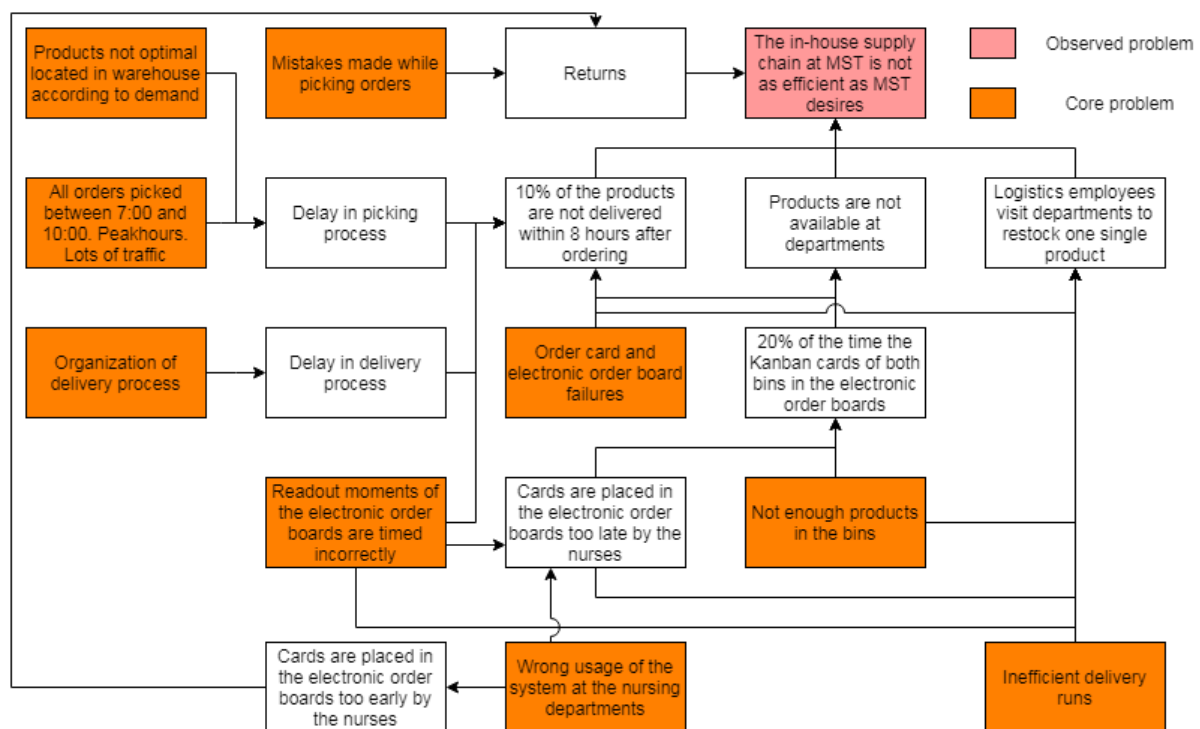 Products not optimal
located in warehouse
according to demand
Mistakes made while
picking orders
Returns
The in-house supply
chain at MST is not
as efficient as MST
desires
Observed problem
Core problem
All orders picked
between 7:00 and
10:00. Peakhours.
Lots of traffic
Delay in picking
process
10% of the products
are not delivered
within 8 hours after
ordering
Products are not
available at
departments
Logistics employees
visit departments to
restock one single
product
Organization of
delivery process
Delay in delivery
process
Order card and
electronic order board
failures
20% of the time the
Kanban cards of both
bins in the electronic
order boards
Readout moments of
the electronic order
boards are timed
incorrectly
Cards are placed in
the electronic order
boards too late by the
nurses
Not enough products
in the bins
Cards are placed in
the electronic order
boards too early by
the nurses
Wrong usage of the
system at the nursing
departments
Inefficient delivery
runs